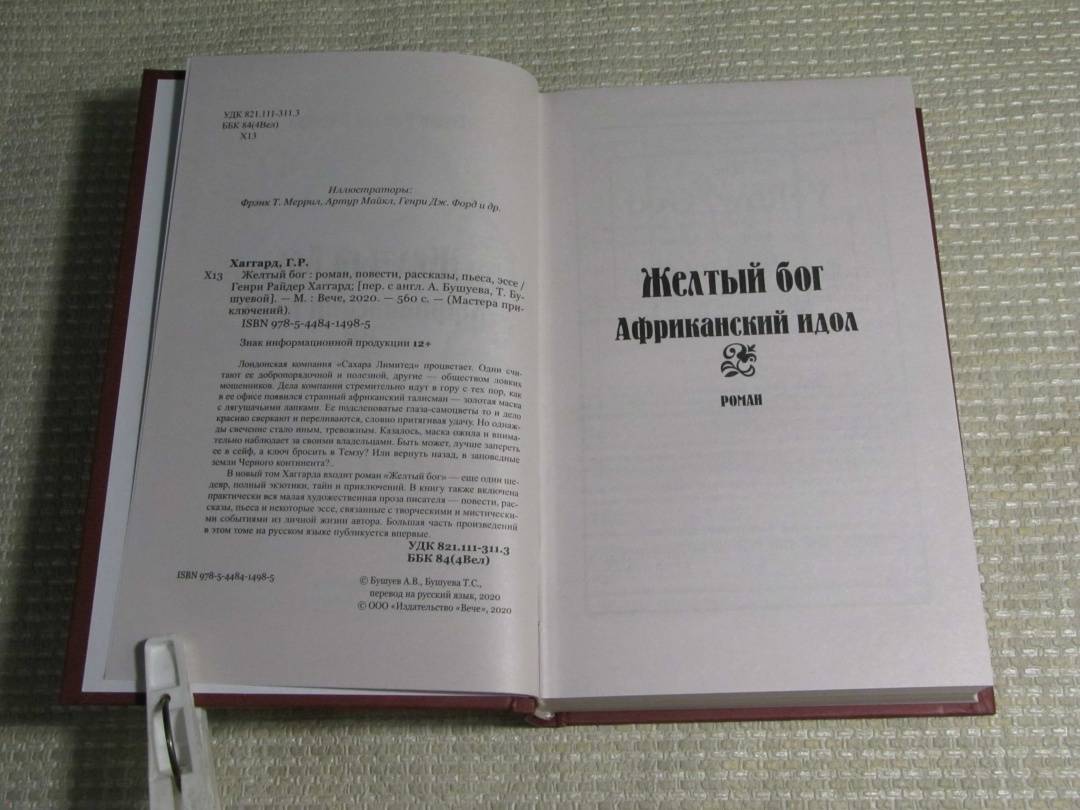 УДК 821.111-311.3
ББК 84(4Вел)
Х13
Иллюстраторы:
Фрэнк Т. Меррил, Артур Майкл, Генри Дж. Форд и др.
Хаггард, Г.Р.
Х13 Желтый бог : роман, повести, рассказы, пьеса, эссе /
Генри Райдер Хаггард; [пер. с англ. А. Бушуева, Т. Бу-
шуевой]. — М. : Вече, 2020. — 560 с. — (Мастера при-
ключений).
ISBN 978-5-4484-1498-5
Знак информационной продукции 12+
Лондонская компания «Сахара Лимитед» процветает. Одни счи-
тают ее добропорядочной и полезной, другие — обществом ловких
мошенников. Дела компании стремительно идут в гору с тех пор, как
в ее офисе появился странный африканский талисман — золотая маска
с лягушачьими лапками. Ее подслеповатые глаза-самоцветы то и дело
красиво сверкают и переливаются, словно притягивая удачу. Но однаж-
ды свечение стало иным, тревожным. Казалось, маска ожила и внима-
тельно наблюдает за своими владельцами. Быть может, лучше запереть
ее в сейф, а ключ бросить в Темзу? Или вернуть назад, в заповедные
земли Черного континента?..
В новый том Хаггарда входит роман «Желтый бог» — еще один ше-
девр, полный экзотики, тайн и приключений. В книгу также включена
практически вся малая художественная проза писателя — повести, рас-
сказы, пьеса и некоторые эссе, связанные с творческими и мистически-
ми событиями из личной жизни автора. Большая часть произведений
в этом томе на русском языке публикуется впервые.
УДК 821.111-311.3
ББК 84(4Вел)
ISBN 978-5-4484-1498-5
© Бушуев А.В., Бушуева Т.С.,
перевод на русский язык, 2020
© ООО «Издательство «Вече», 2020
Желтый бог
Африканский идол
РОМАН